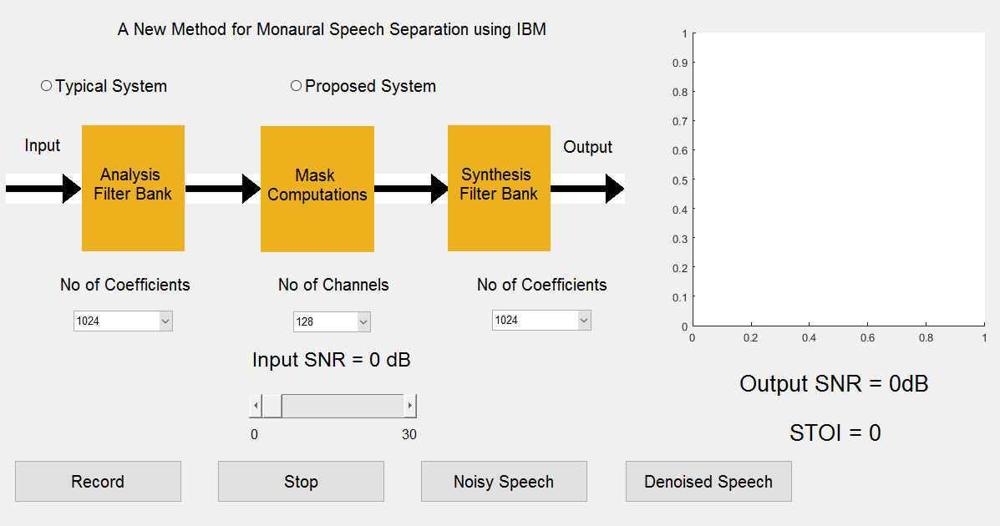 A New Method for Monaural Speech Separation using IBM
Typical System
Proposed System
Input
Analysis
Filter Bank
Mask
Computations
Synthesis
Filter Bank
Output
No of Coefficients
No of Channels
No of Coefficients
1024
128
1024
Input SNR = 0 dB
0
30
Record
Stop
Noisy Speech
Denoised Speech
1
0.9
0.8
0.7
0.6
0.5
0.4
0.3
0.2
0.1
0
0
0.2
0.4
0.6
0.8
1
Output SNR = 0dB
STOI = 0